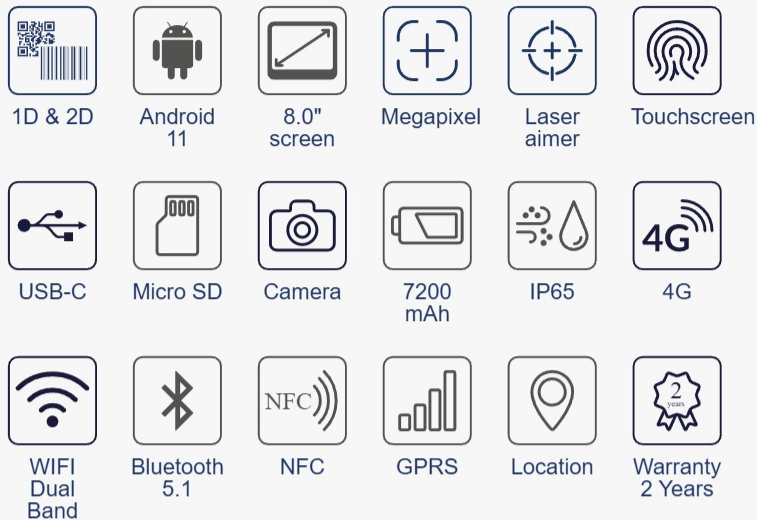 1D & 2D
Android
11
8.0"
screen
Megapixel
Laser
aimer
Touchscreen
USB-C
Micro SD
Camera
7200
mAh
IP65
4G
4G
NFC
2
years
WIFI
Dual
Band
Bluetooth
5.1
NFC
GPRS
Location
Warranty
2 Years